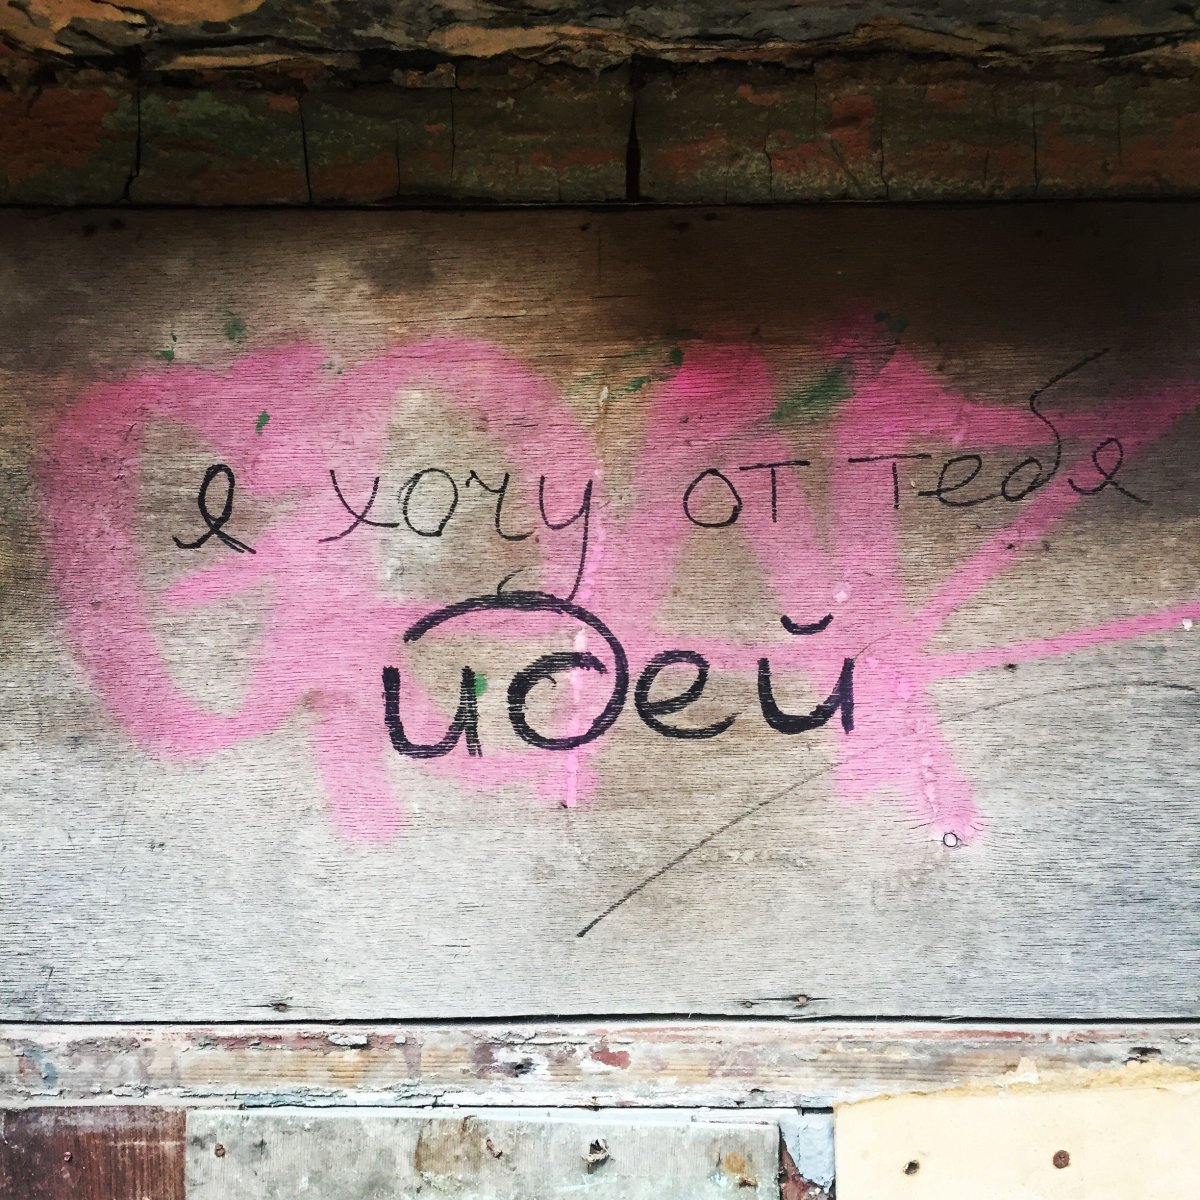 я хочу от тебя
идей